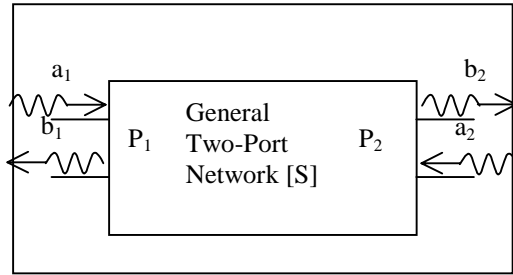 a₁
b₂
General
Two-Port
Network [S]
b₁
P₁
P₂
a₂